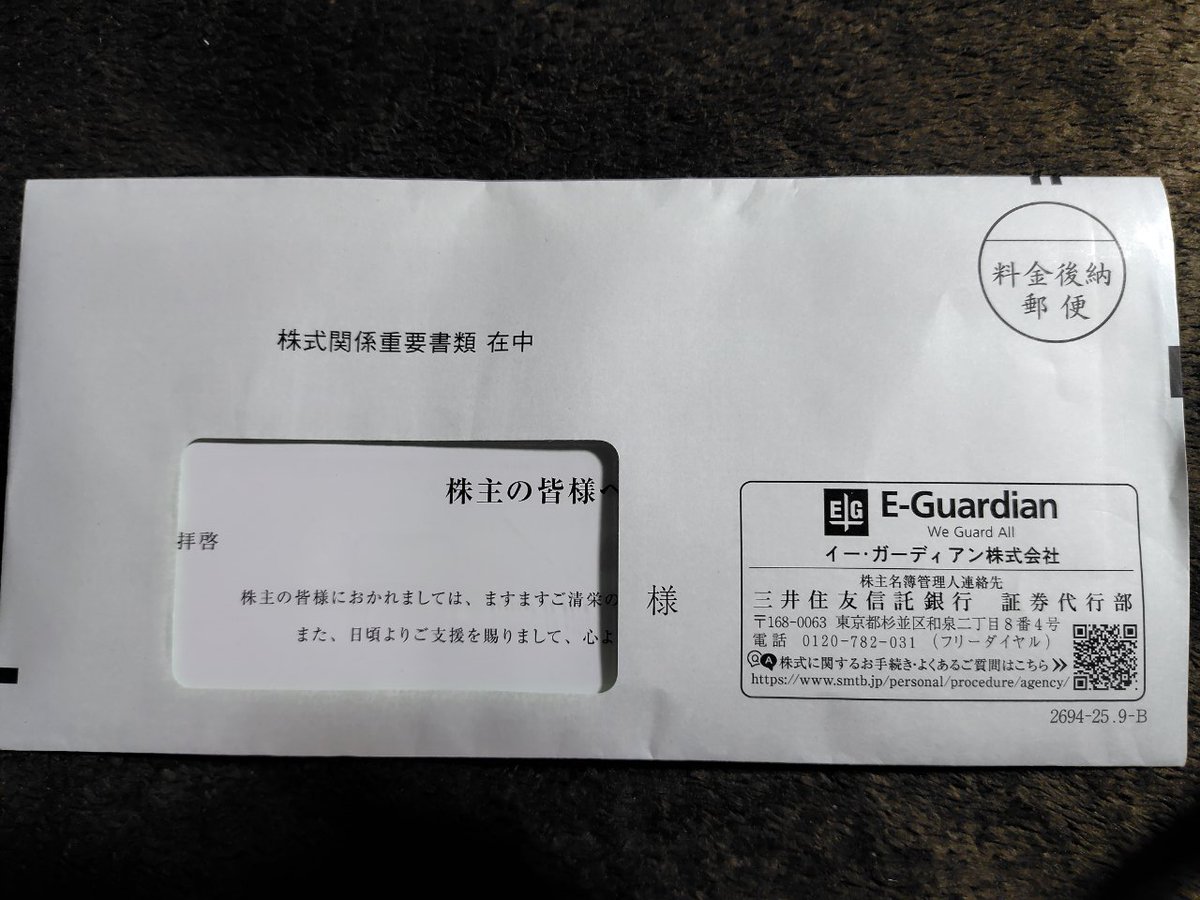 料金後納
郵便
株式関係重要書類 在中
株主の皆様へ
拝啓
株主の皆様におかれましては、ますますご清栄の
また、日頃よりご支援を賜りまして、心よ
様
EG E-Guardian
We Guard All
イー・ガーディアン株式会社
株主名簿管理人連絡先
三井住友信託銀行 証券代行部
〒168-0063 東京都杉並区和泉二丁目8番4号
電話 0120-782-031 (フリーダイヤル)
Q A 株式に関するお手続き・よくあるご質問はこちら
https://www.smtb.jp/personal/procedure/agency/
2694-25.9-B